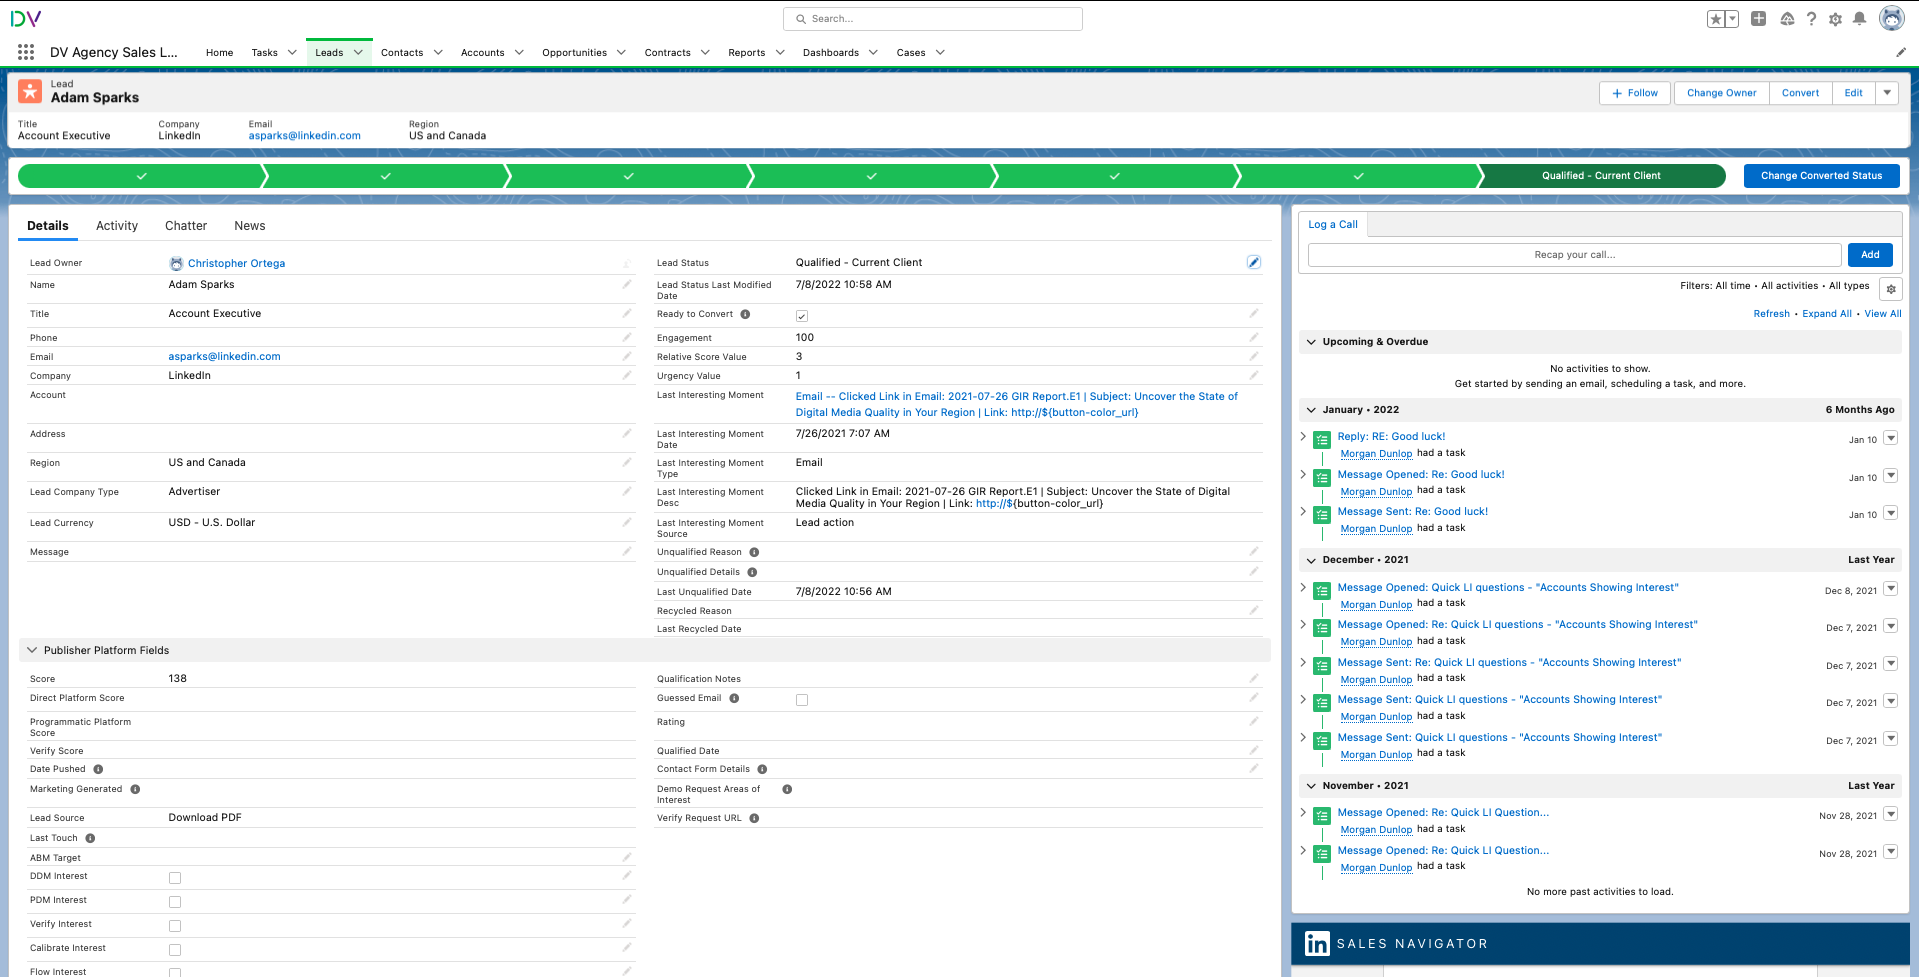 DV
Search...
DV Agency Sales L...
Home
Tasks
Leads
Contacts
Accounts
Opportunities
Contracts
Reports
Dashboards
Cases
Lead
Adam Sparks
Follow
Change Owner
Convert
Edit
Title
Account Executive
Company
LinkedIn
Email
asparks@linkedin.com
Region
US and Canada
Qualified - Current Client
Change Converted Status
Details
Activity
Chatter
News
Lead Owner
Christopher Ortega
Name
Adam Sparks
Title
Account Executive
Phone
Email
asparks@linkedin.com
Company
LinkedIn
Account
Address
Region
US and Canada
Lead Company Type
Advertiser
Lead Currency
USD - U.S. Dollar
Message
Lead Status
Qualified - Current Client
Lead Status Last Modified
Date
7/8/2022 10:58 AM
Ready to Convert
Engagement
100
Relative Score Value
3
Urgency Value
1
Last Interesting Moment
Email -- Clicked Link in Email: 2021-07-26 GIR Report.E1 | Subject: Uncover the State of
Digital Media Quality in Your Region | Link: http://${button-color_url}
Last Interesting Moment
Date
7/26/2021 7:07 AM
Last Interesting Moment
Type
Email
Last Interesting Moment
Desc
Clicked Link in Email: 2021-07-26 GIR Report.E1 | Subject: Uncover the State of Digital
Media Quality in Your Region | Link: http://${button-color_url}
Last Interesting Moment
Source
Lead action
Unqualified Reason
Unqualified Details
Last Unqualified Date
7/8/2022 10:56 AM
Recycled Reason
Last Recycled Date
Publisher Platform Fields
Score
138
Direct Platform Score
Programmatic Platform
Score
Verify Score
Date Pushed
Marketing Generated
Lead Source
Download PDF
Last Touch
ABM Target
DDM Interest
PDM Interest
Verify Interest
Calibrate Interest
Flow Interest
Qualification Notes
Guessed Email
Rating
Qualified Date
Contact Form Details
Demo Request Areas of
Interest
Verify Request URL
Log a Call
Recap your call...
Add
Filters: All time • All activities • All types
Refresh • Expand All • View All
Upcoming & Overdue
No activities to show.
Get started by sending an email, scheduling a task, and more.
January • 2022
6 Months Ago
Reply: RE: Good luck!
Jan 10
Morgan Dunlop had a task
Message Opened: Re: Good luck!
Jan 10
Morgan Dunlop had a task
Message Sent: Re: Good luck!
Jan 10
Morgan Dunlop had a task
December • 2021
Last Year
Message Opened: Quick LI questions - "Accounts Showing Interest"
Dec 8, 2021
Morgan Dunlop had a task
Message Opened: Re: Quick LI questions - "Accounts Showing Interest"
Dec 7, 2021
Morgan Dunlop had a task
Message Sent: Re: Quick LI questions - "Accounts Showing Interest"
Dec 7, 2021
Morgan Dunlop had a task
Message Sent: Quick LI questions - "Accounts Showing Interest"
Dec 7, 2021
Morgan Dunlop had a task
Message Sent: Quick LI questions - "Accounts Showing Interest"
Dec 7, 2021
Morgan Dunlop had a task
November • 2021
Last Year
Message Opened: Re: Quick LI Question...
Nov 28, 2021
Morgan Dunlop had a task
Message Opened: Re: Quick LI Question...
Nov 28, 2021
Morgan Dunlop had a task
No more past activities to load.
in SALES NAVIGATOR